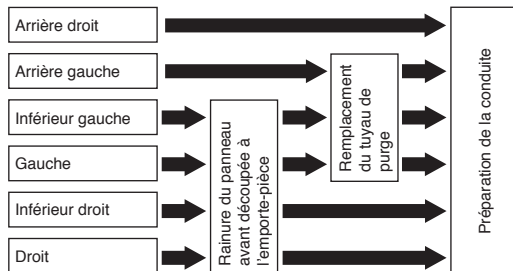 Arrière droit
Arrière gauche
Inférieur gauche
Gauche
Inférieur droit
Droit
Rainure du panneau
avant découpée à
l'emporte-pièce
Remplacement
du tuyau de
purge
Préparation de la conduite